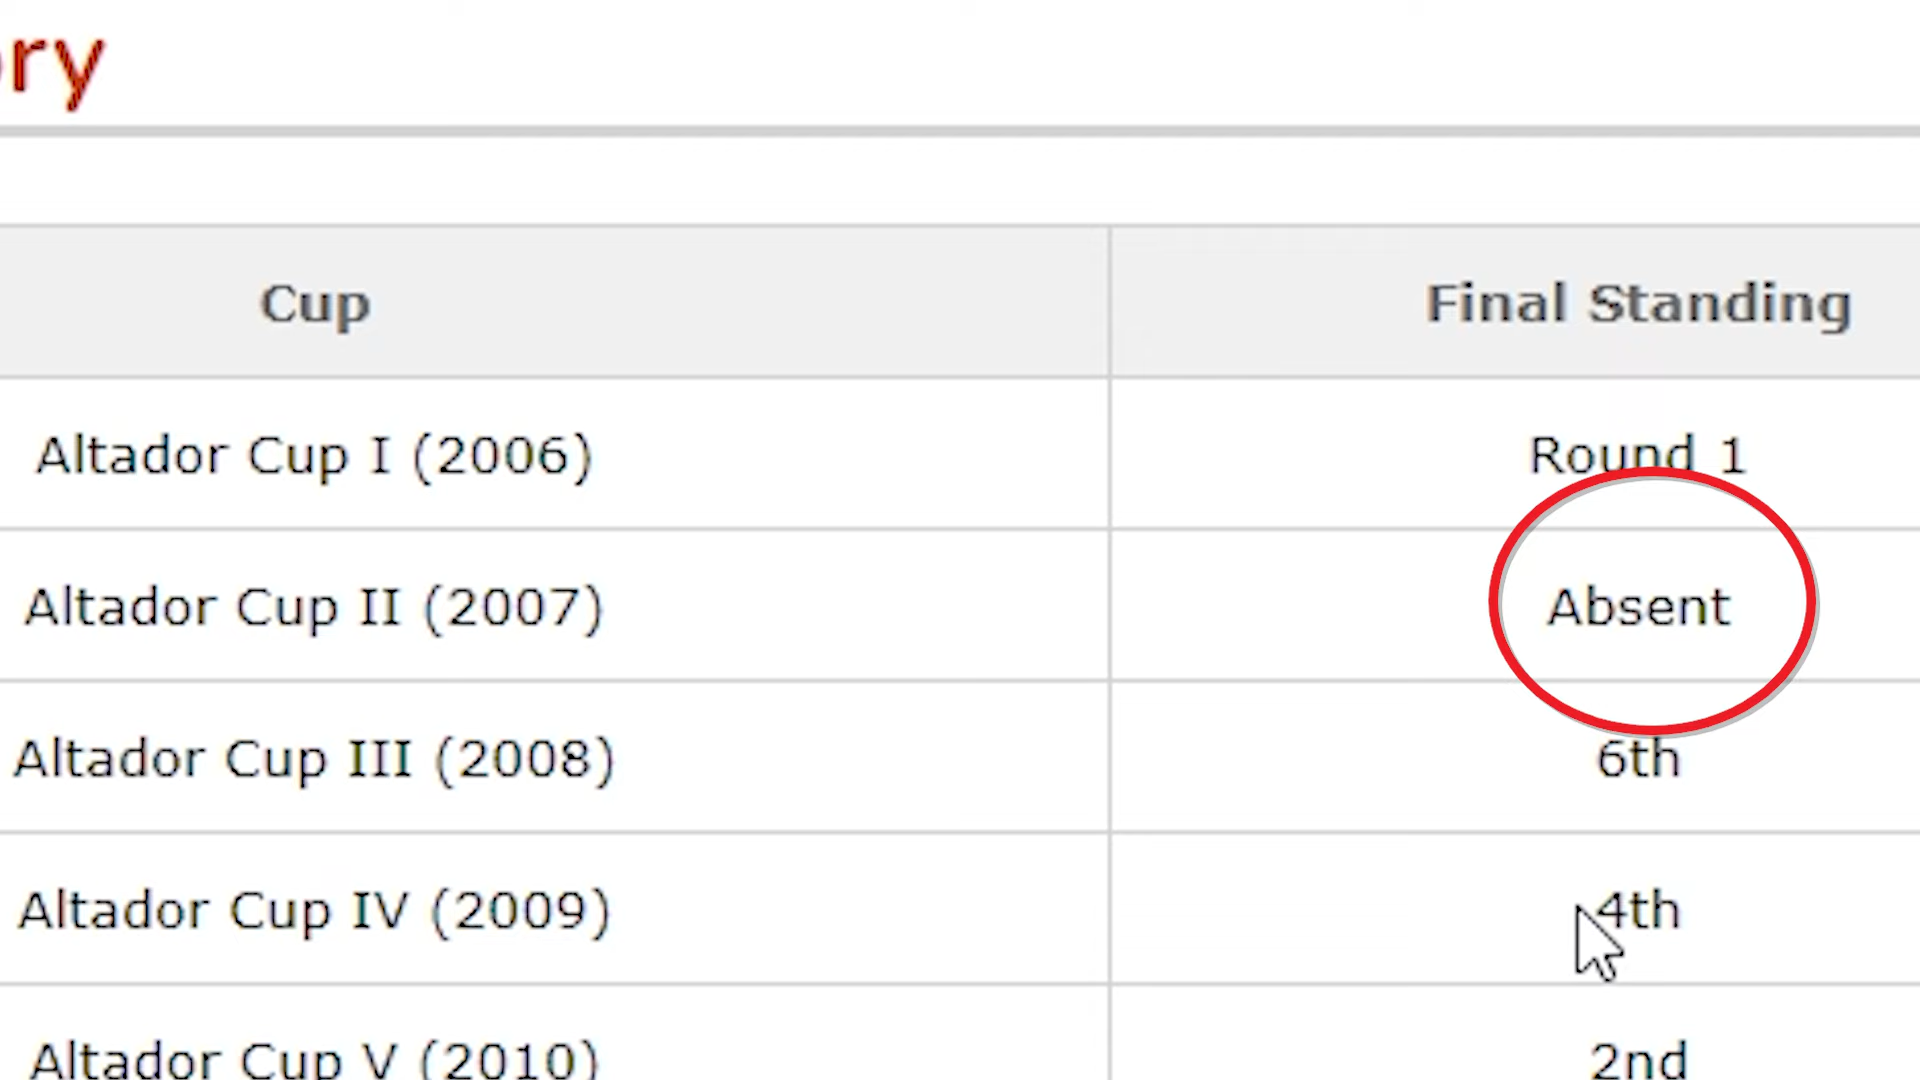 ory
Cup Final Standing
Altador Cup I (2006) Round 1
Altador Cup II (2007) Absent
Altador Cup III (2008) 6th
Altador Cup IV (2009) 4th
Altador Cup V (2010) 2nd